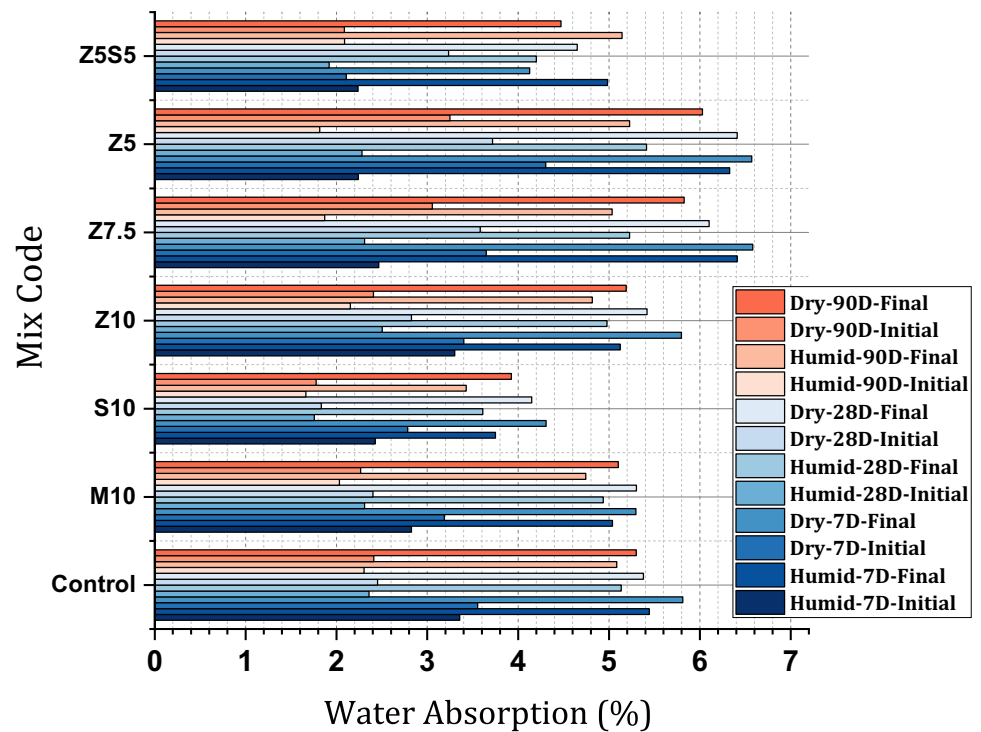 Z5S5
Z5
Z7.5
Z10
S10
M10
Control
Mix Code
Dry-90D-Final
Dry-90D-Initial
Humid-90D-Final
Humid-90D-Initial
Dry-28D-Final
Dry-28D-Initial
Humid-28D-Final
Humid-28D-Initial
Dry-7D-Final
Dry-7D-Initial
Humid-7D-Final
Humid-7D-Initial
0 1 2 3 4 5 6 7
Water Absorption (%)